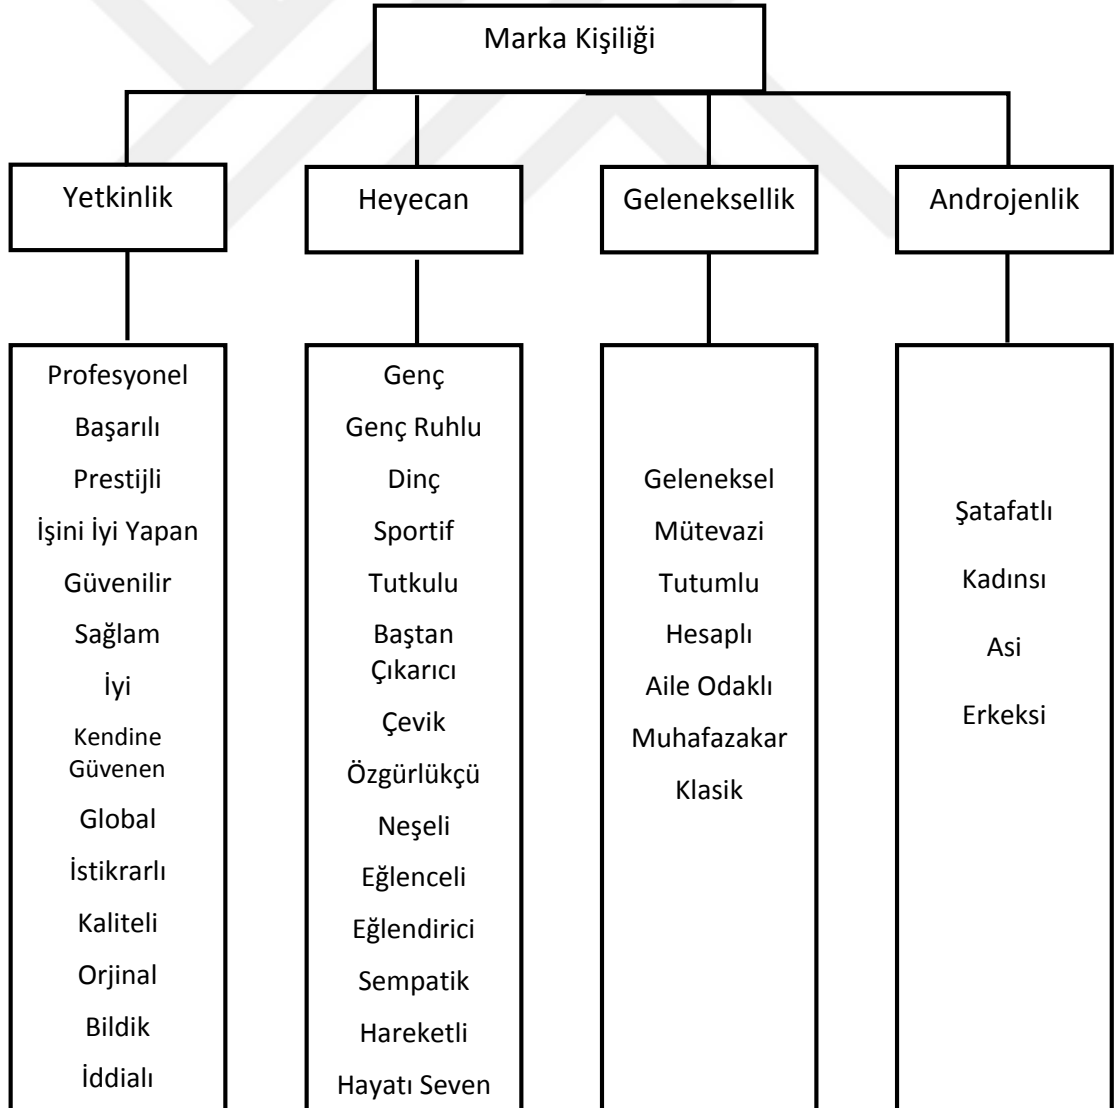 Marka Kişiliği
Yetkinlik
Heyecan
Geleneksellik
Androjenlik
Profesyonel
Başarılı
Prestijli
İşini İyi Yapan
Güvenilir
Sağlam
İyi
Kendine
Güvenen
Global
İstikrarlı
Kaliteli
Orjinal
Bildik
İddialı
Genç
Genç Ruhlu
Dinç
Sportif
Tutkulu
Baştan
Çıkarıcı
Çevik
Özgürlükçü
Neşeli
Eğlenceli
Eğlendirici
Sempatik
Hareketli
Hayatı Seven
Geleneksel
Mütevazi
Tutumlu
Hesaplı
Aile Odaklı
Muhafazakar
Klasik
Şatafatlı
Kadınsı
Asi
Erkeksi